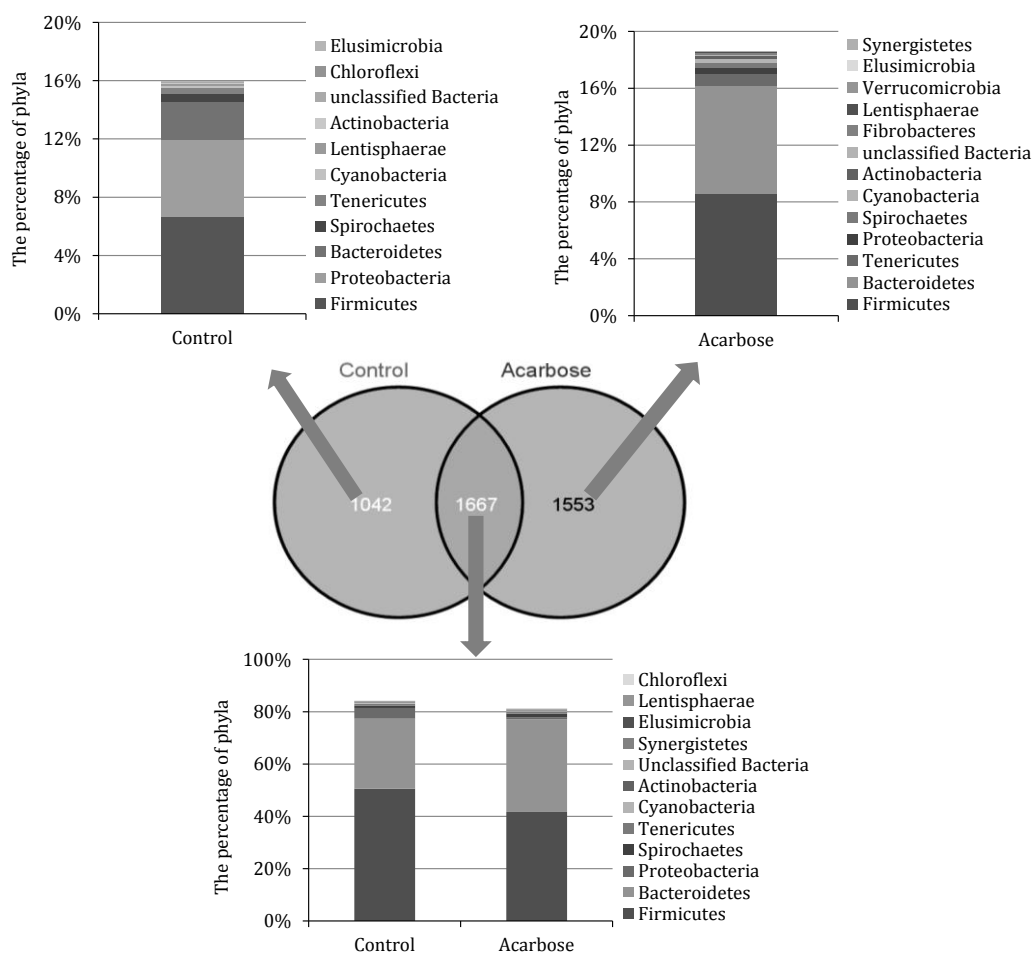 The percentage of phyla
20%
16%
12%
8%
4%
0%
Control
Elusimicrobia
Chloroflexi
unclassified Bacteria
Actinobacteria
Lentisphaerae
Cyanobacteria
Tenericutes
Spirochaetes
Bacteroidetes
Proteobacteria
Firmicutes
The percentage of phyla
20%
16%
12%
8%
4%
0%
Acarbose
Synergistetes
Elusimicrobia
Verrucomicrobia
Lentisphaerae
Fibrobacteres
unclassified Bacteria
Actinobacteria
Cyanobacteria
Spirochaetes
Proteobacteria
Tenericutes
Bacteroidetes
Firmicutes
Control
Acarbose
1042
1667
1553
The percentage of phyla
100%
80%
60%
40%
20%
0%
Control
Acarbose
Chloroflexi
Lentisphaerae
Elusimicrobia
Synergistetes
Unclassified Bacteria
Actinobacteria
Cyanobacteria
Tenericutes
Spirochaetes
Proteobacteria
Bacteroidetes
Firmicutes